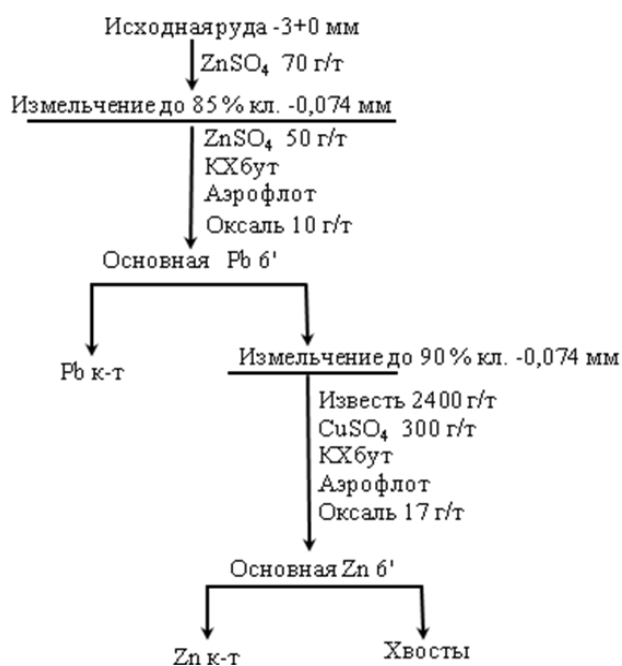 Исходная руда -3+0 мм
ZnSO₄ 70 г/т
Измельчение до 85 % кл. -0,074 мм
ZnSO₄ 50 г/т
КХбут
Аэрофлот
Оксаль 10 г/т
Основная Pb 6'
Pb к-т
Измельчение до 90 % кл. -0,074 мм
Известь 2400 г/т
CuSO₄ 300 г/т
КХбут
Аэрофлот
Оксаль 17 г/т
Основная Zn 6'
Zn к-т
Хвосты